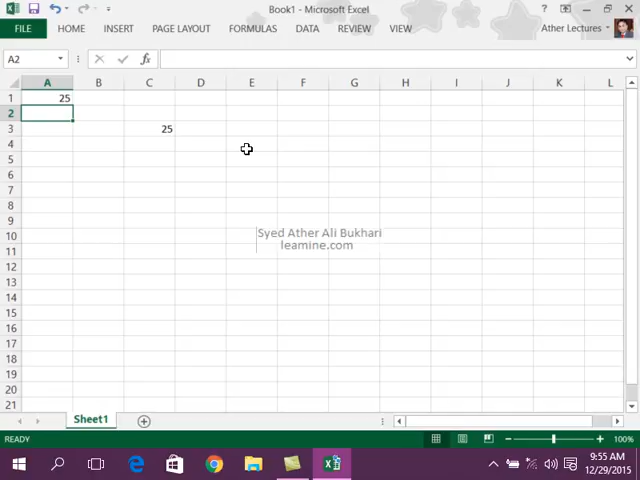 Book1 - Microsoft Excel
FILE HOME INSERT PAGE LAYOUT FORMULAS DATA REVIEW VIEW Ather Lectures
A2 fx
A B C D E F G H I J K L
1 25
2
3 25
4
5
6
7
8
9
10 Syed Ather Ali Bukhari
11 leamine.com
12
13
14
15
16
17
18
19
20
21
Sheet1
READY 100%
9:55 AM
12/29/2015